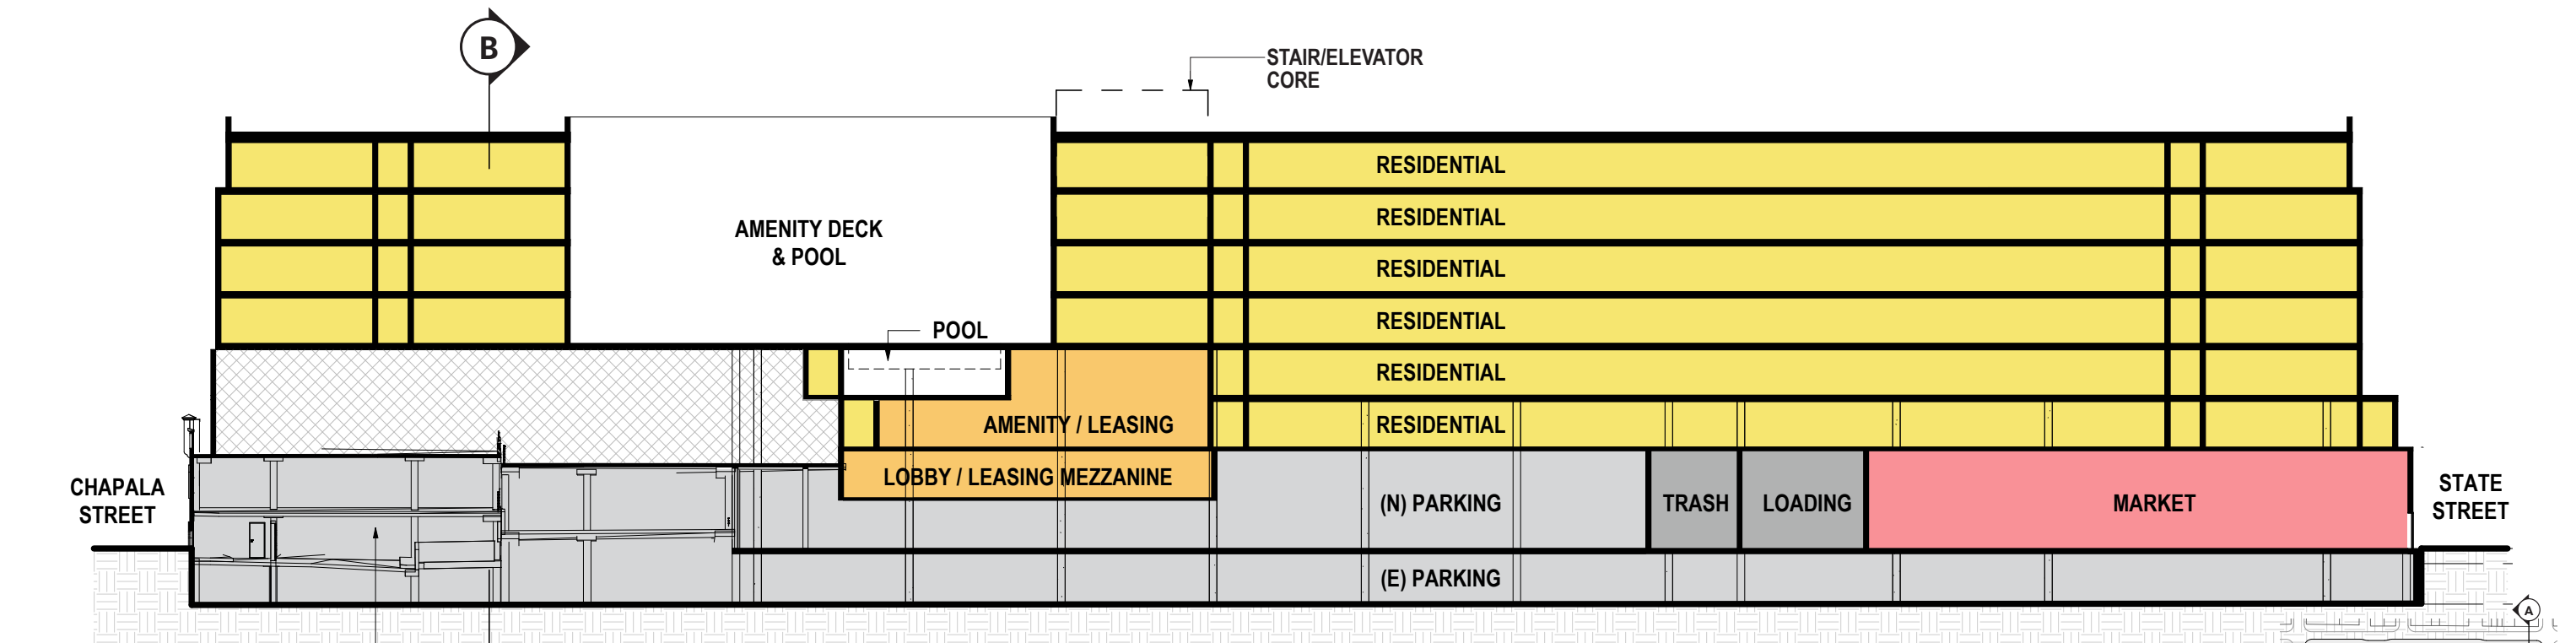 B
STAIR/ELEVATOR
CORE
RESIDENTIAL
RESIDENTIAL
AMENITY DECK
& POOL
RESIDENTIAL
RESIDENTIAL
POOL
RESIDENTIAL
AMENITY / LEASING
RESIDENTIAL
LOBBY / LEASING MEZZANINE
CHAPALA
STREET
(N) PARKING
TRASH
LOADING
MARKET
STATE
STREET
(E) PARKING
A